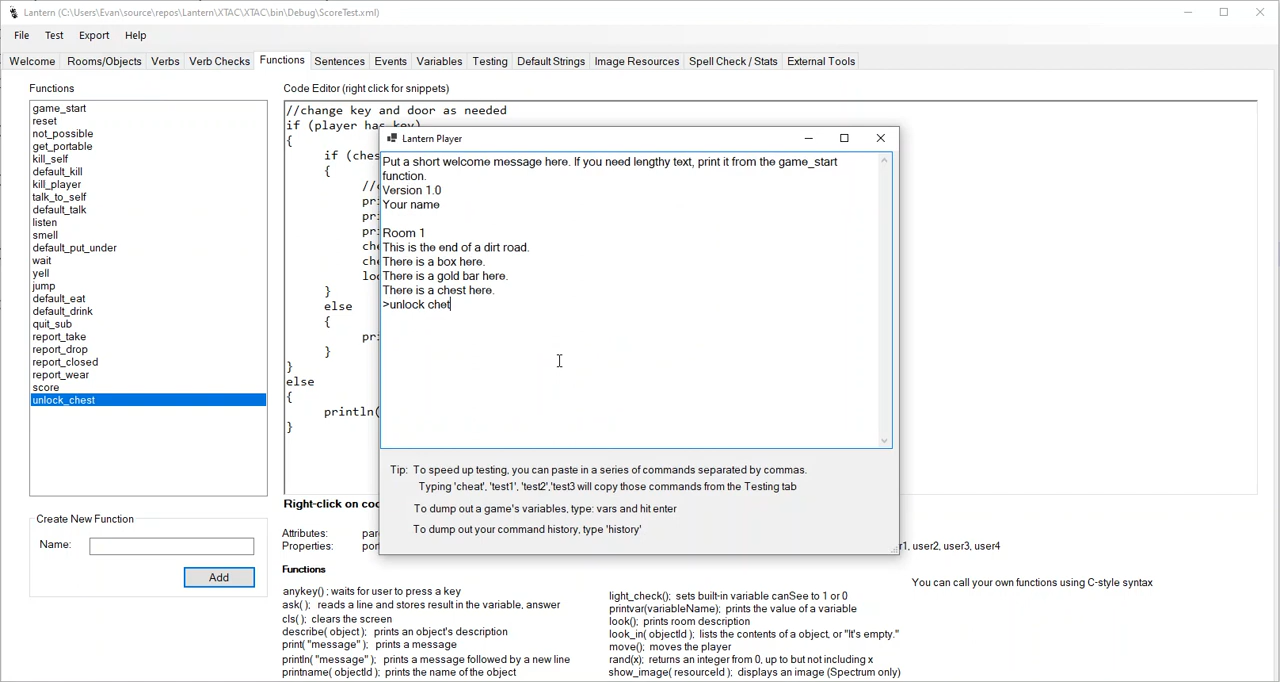 Lantern (C:\Users\Evan\source\repos\Lantern\XTAC\XTAC\bin\Debug\ScoreTest.xml)
File Test Export Help
Welcome Rooms/Objects Verbs Verb Checks Functions Sentences Events Variables Testing Default Strings Image Resources Spell Check / Stats External Tools
Functions
game_start
reset
not_possible
get_portable
kill_self
default_kill
kill_player
talk_to_self
default_talk
listen
smell
default_put_under
wait
yell
jump
default_eat
default_drink
quit_sub
report_take
report_drop
report_closed
report_wear
score
unlock_chest
Create New Function
Name:
Add
Code Editor (right click for snippets)
//change key and door as needed
if (player has key)
{
if (ches
{
//
pri
pri
pri
che
che
loo
}
else
{
pri
}
}
else
{
println(
}
Lantern Player
Put a short welcome message here. If you need lengthy text, print it from the game_start
function.
Version 1.0
Your name
Room 1
This is the end of a dirt road.
There is a box here.
There is a gold bar here.
There is a chest here.
>unlock chet
Tip: To speed up testing, you can paste in a series of commands separated by commas.
Typing 'cheat', 'test1', 'test2','test3 will copy those commands from the Testing tab
To dump out a game's variables, type: vars and hit enter
To dump out your command history, type 'history'
Right-click on co
Attributes: par
Properties: por r1, user2, user3, user4
Functions
anykey() ; waits for user to press a key
ask( ); reads a line and stores result in the variable, answer
cls( ); clears the screen
describe( object ); prints an object's description
print( "message" ); prints a message
println( "message" ); prints a message followed by a new line
printname( objectId ); prints the name of the object
light_check(); sets built-in variable canSee to 1 or 0
printvar(variableName); prints the value of a variable
look(); prints room description
look_in( objectId ); lists the contents of a object, or "It's empty."
move(); moves the player
rand(x); returns an integer from 0, up to but not including x
show_image( resourceId ); displays an image (Spectrum only)
You can call your own functions using C-style syntax